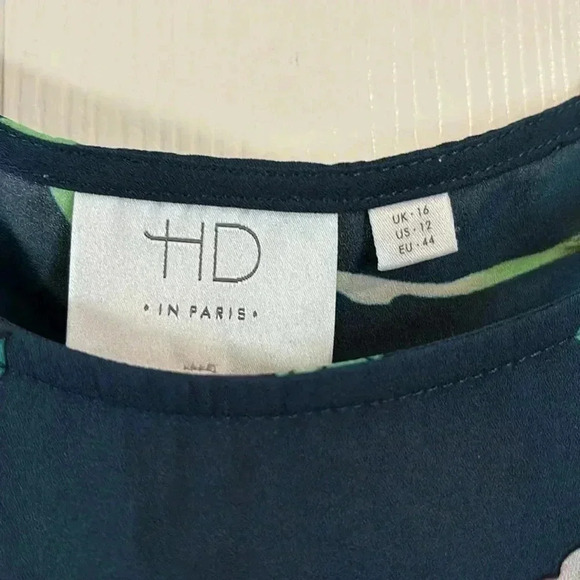 HD
• IN PARIS •
UK • 16
US • 12
EU • 44